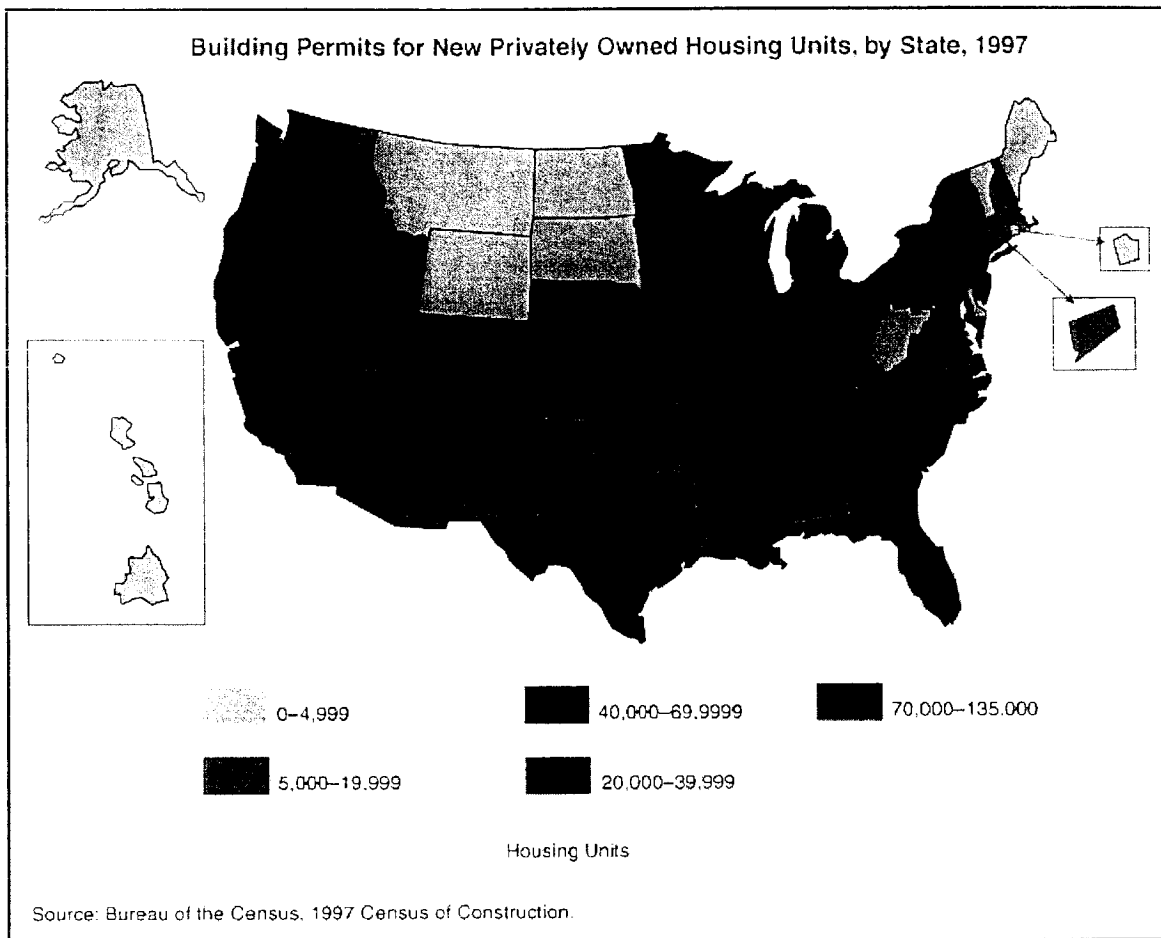 Building Permits for New Privately Owned Housing Units, by State, 1997
0–4,999
40,000–69.9999
70,000–135.000
5,000–19.999
20,000–39,999
Housing Units
Source: Bureau of the Census, 1997 Census of Construction.